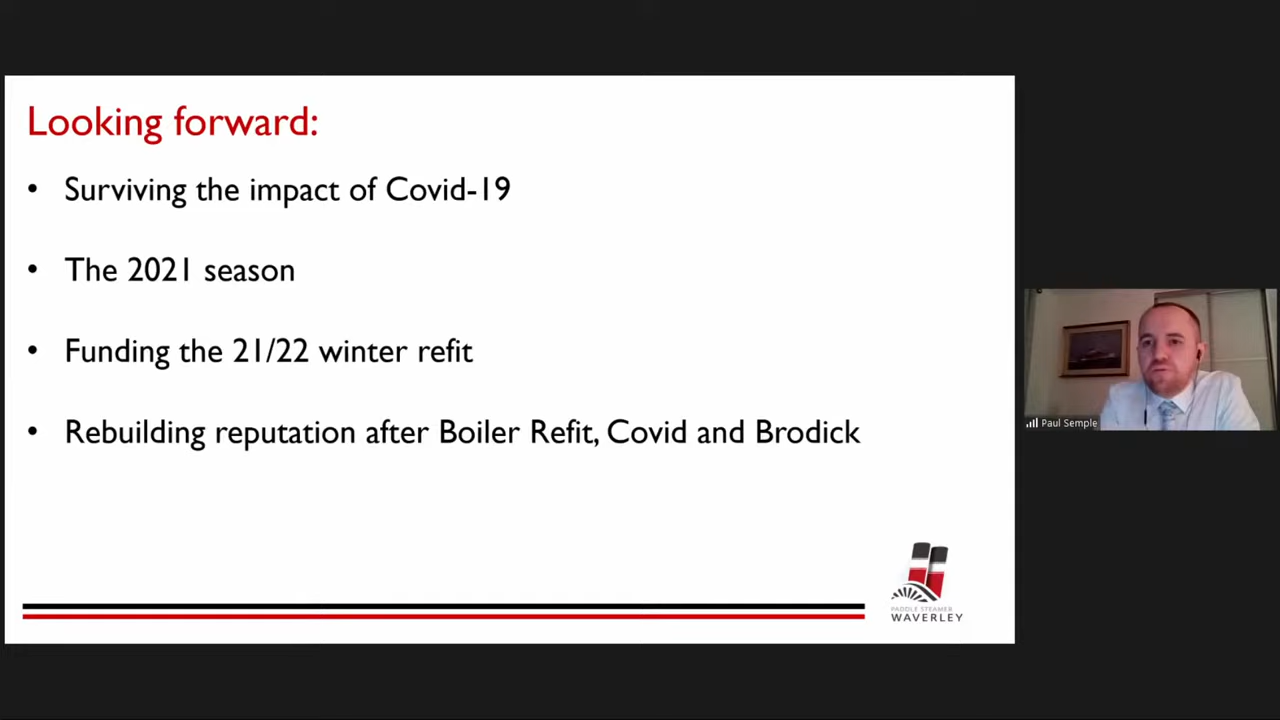 Looking forward:
• Surviving the impact of Covid-19
• The 2021 season
• Funding the 21/22 winter refit
• Rebuilding reputation after Boiler Refit, Covid and Brodick
PADDLE STEAMER
WAVERLEY
Paul Semple